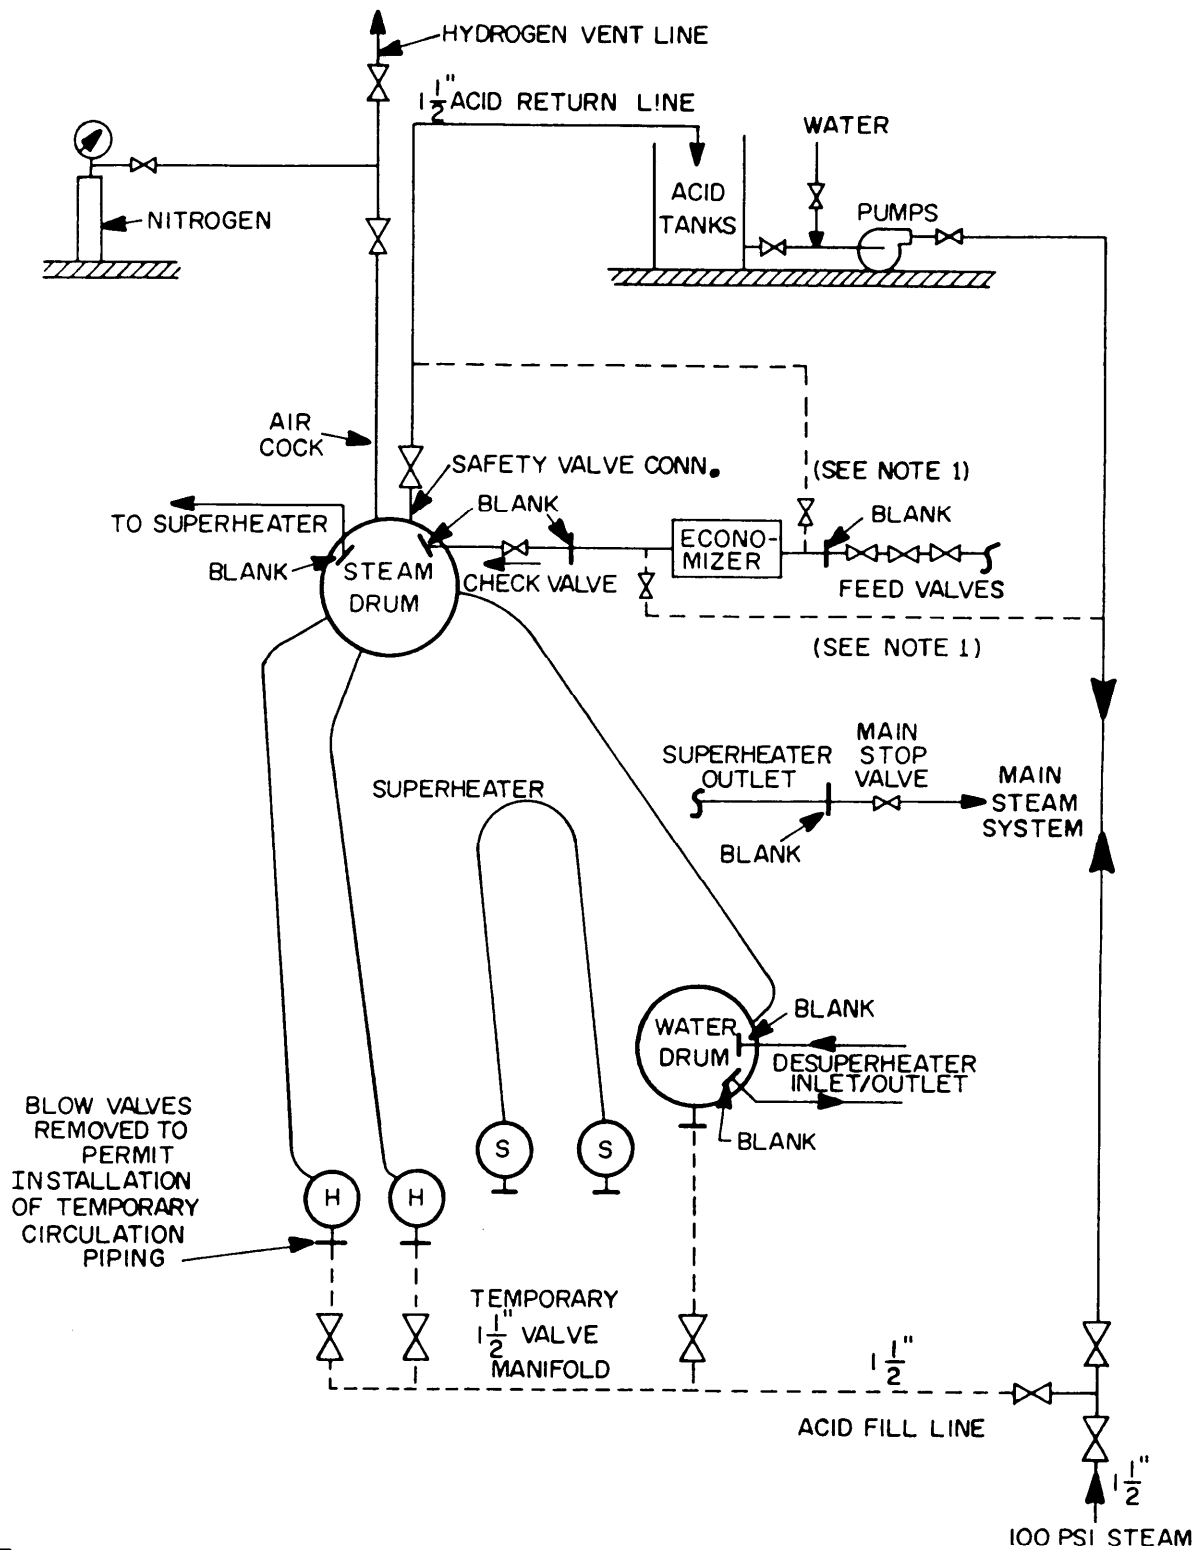 HYDROGEN VENT LINE
1 1/2" ACID RETURN LINE
WATER
ACID
TANKS
PUMPS
NITROGEN
AIR
COCK
SAFETY VALVE CONN.
(SEE NOTE 1)
BLANK
BLANK
TO SUPERHEATER
ECONO-
MIZER
BLANK
STEAM
DRUM
CHECK VALVE
FEED VALVES
(SEE NOTE 1)
SUPERHEATER
OUTLET
MAIN
STOP
VALVE
MAIN
STEAM
SYSTEM
SUPERHEATER
BLANK
BLANK
WATER
DRUM
DESUPERHEATER
INLET/OUTLET
BLANK
BLOW VALVES
REMOVED TO
PERMIT
INSTALLATION
OF TEMPORARY
CIRCULATION
PIPING
S
S
H
H
TEMPORARY
1 1/2" VALVE
MANIFOLD
1 1/2"
ACID FILL LINE
1 1/2"
100 PSI STEAM